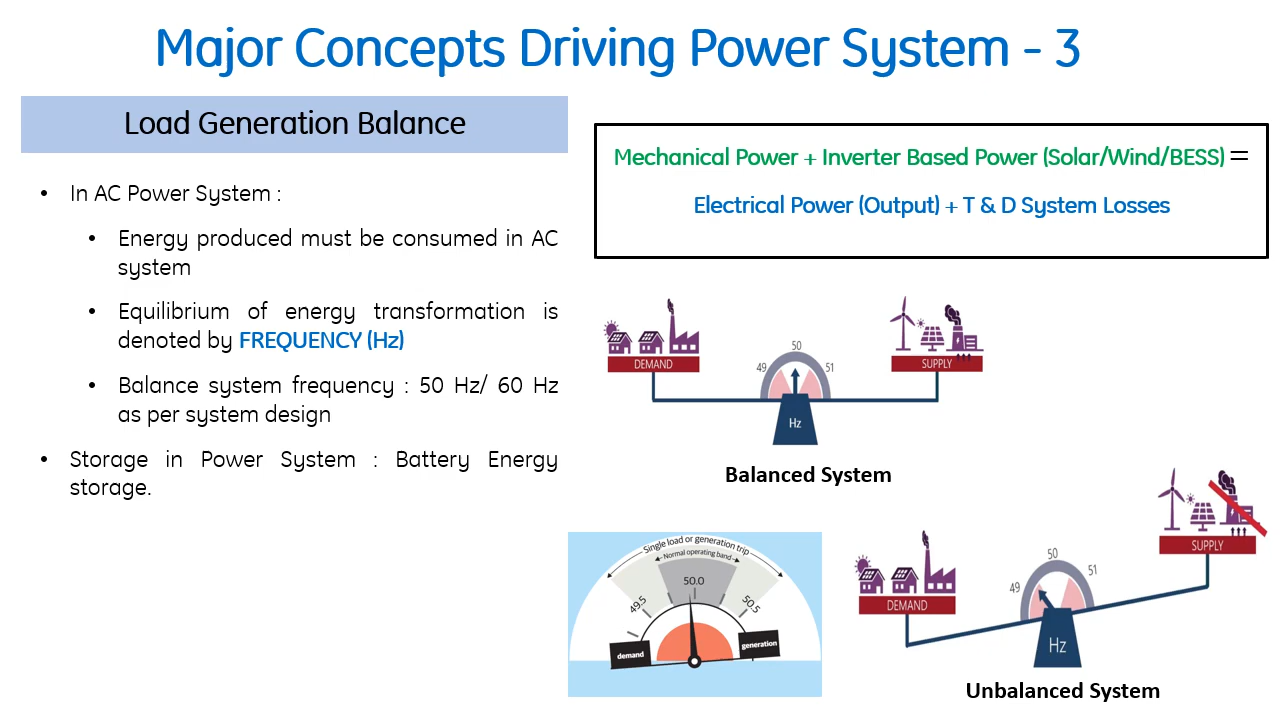 Major Concepts Driving Power System - 3
Load Generation Balance
• In AC Power System :
• Energy produced must be consumed in AC
system
• Equilibrium of energy transformation is
denoted by FREQUENCY (Hz)
• Balance system frequency : 50 Hz/ 60 Hz
as per system design
• Storage in Power System : Battery Energy
storage.
Mechanical Power + Inverter Based Power (Solar/Wind/BESS) =
Electrical Power (Output) + T & D System Losses
DEMAND
SUPPLY
49
50
51
Hz
Balanced System
Single load or generation trip
Normal operating band
49.5
50.0
50.5
demand
generation
DEMAND
SUPPLY
49
50
51
Hz
Unbalanced System